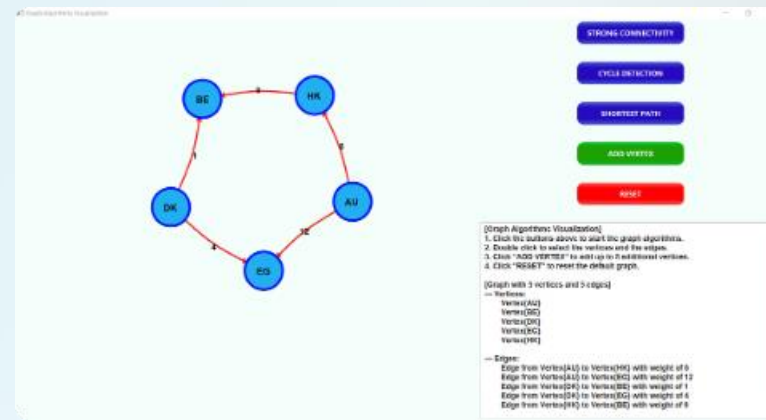 Graph Algorithms Visualization
STRONG CONNECTIVITY
CYCLE DETECTION
SHORTEST PATH
ADD VERTEX
RESET
BE
HK
DK
AU
EG
1
4
12
[Graph Algorithms Visualization]
1. Click the buttons above to start the graph algorithms.
2. Double click to select the vertices and the edges.
3. Click "ADD VERTEX" to add up to additional vertices.
4. Click "RESET" to reset the default graph.
[Graph with 5 vertices and 5 edges]
— Vertices:
Vertex(AU)
Vertex(BE)
Vertex(DK)
Vertex(EG)
Vertex(HK)
— Edges:
Edge from Vertex(AU) to Vertex(HK) with weight of
Edge from Vertex(AU) to Vertex(EG) with weight of 12
Edge from Vertex(DK) to Vertex(BE) with weight of 1
Edge from Vertex(DK) to Vertex(EG) with weight of 4
Edge from Vertex(HK) to Vertex(BE) with weight of